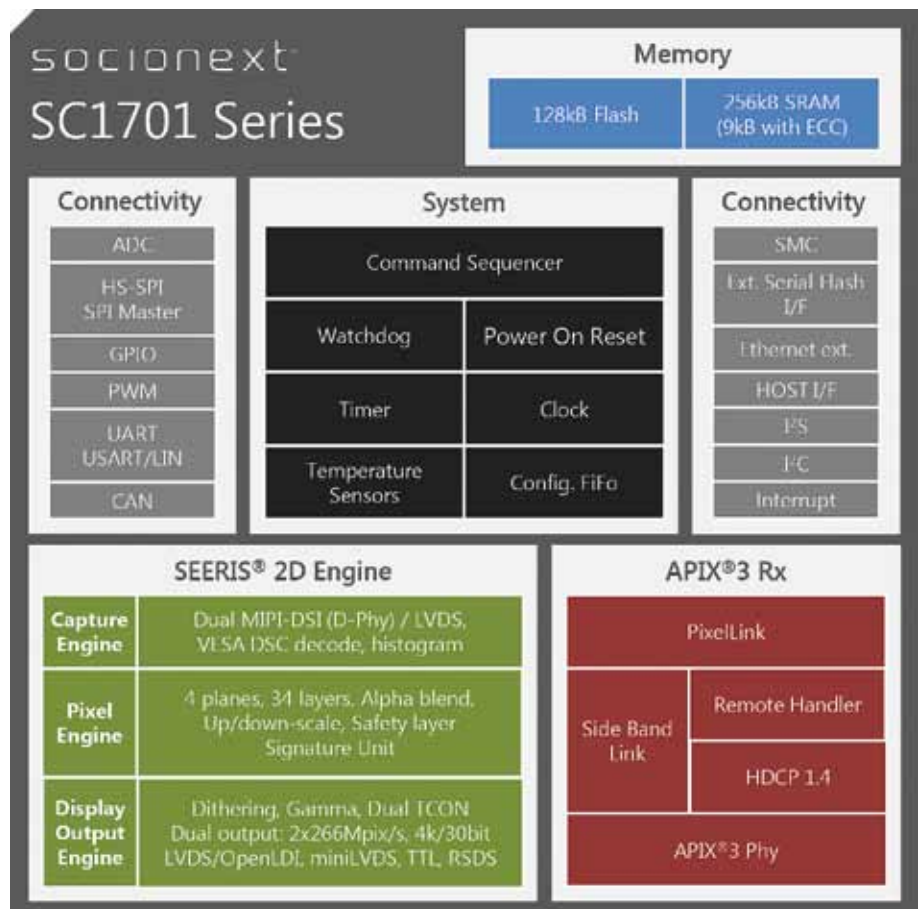 socionext
SC1701 Series
Memory
128kB Flash
256kB SRAM
(9kB with ECC)
Connectivity
ADC
HS-SPI
SPI Master
GPIO
PWM
UART
USART/LIN
CAN
System
Command Sequencer
Watchdog
Power On Reset
Timer
Clock
Temperature
Sensors
Config. FiFo
Connectivity
SMC
Ext. Serial Flash
I/F
Ethernet ext.
HOST I/F
I²S
I²C
Interrupt
SEERIS® 2D Engine
Capture
Engine
Dual MIPI-DSI (D-Phy) / LVDS,
VESA DSC decode, histogram
Pixel
Engine
4 planes, 34 layers, Alpha blend,
Up/down-scale, Safety layer
Signature Unit
Display
Output
Engine
Dithering, Gamma, Dual TCON
Dual output: 2x266Mpix/s, 4k/30bit
LVDS/OpenLDI, miniLVDS, TTL, RSDS
APIX®3 Rx
PixelLink
Side Band
Link
Remote Handler
HDCP 1.4
APIX®3 Phy